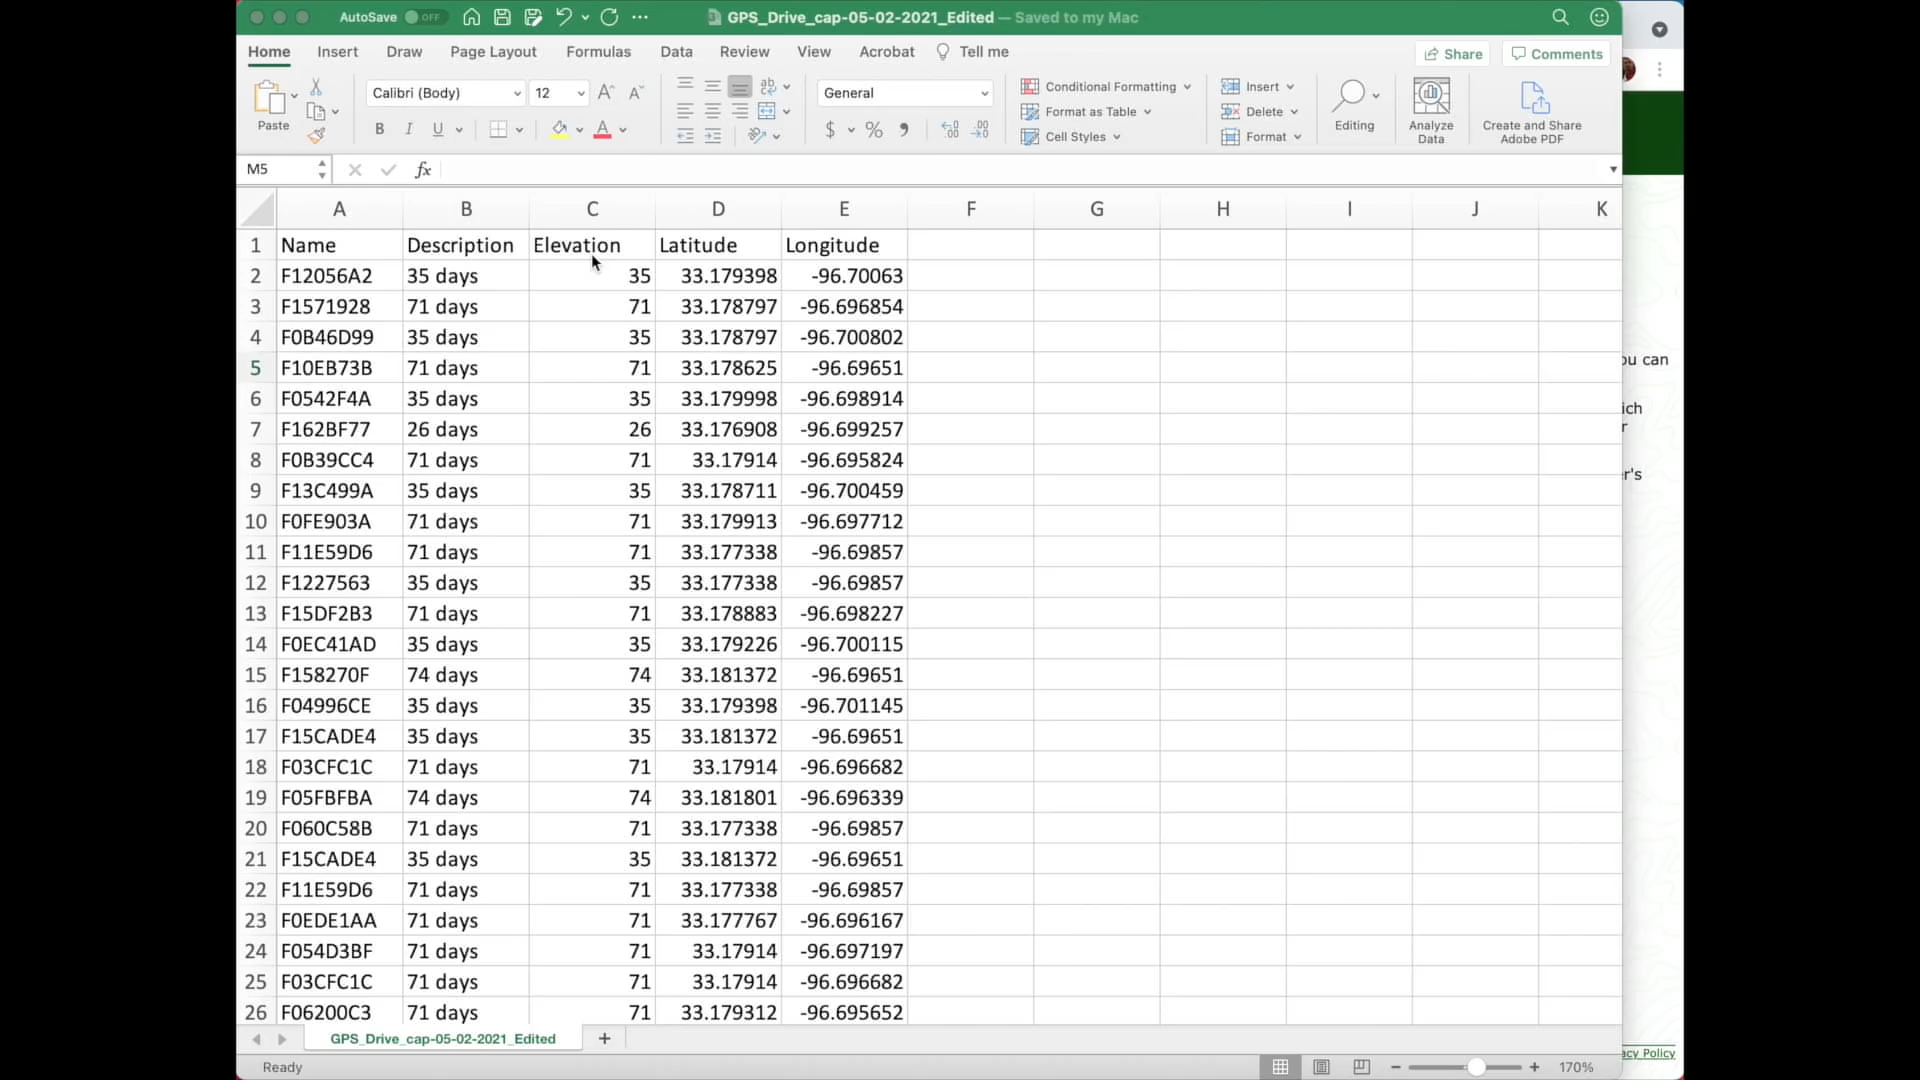 AutoSave OFF GPS_Drive_cap-05-02-2021_Edited — Saved to my Mac
Home Insert Draw Page Layout Formulas Data Review View Acrobat Tell me Share Comments
Calibri (Body) 12 General Conditional Formatting Insert
Format as Table Delete
Paste Cell Styles Format Editing Analyze Data Create and Share Adobe PDF
M5 fx
A B C D E F G H I J K
1 Name Description Elevation Latitude Longitude
2 F12056A2 35 days 35 33.179398 -96.70063
3 F1571928 71 days 71 33.178797 -96.696854
4 F0B46D99 35 days 35 33.178797 -96.700802
5 F10EB73B 71 days 71 33.178625 -96.69651
6 F0542F4A 35 days 35 33.179998 -96.698914
7 F162BF77 26 days 26 33.176908 -96.699257
8 F0B39CC4 71 days 71 33.17914 -96.695824
9 F13C499A 35 days 35 33.178711 -96.700459
10 F0FE903A 71 days 71 33.179913 -96.697712
11 F11E59D6 71 days 71 33.177338 -96.69857
12 F1227563 35 days 35 33.177338 -96.69857
13 F15DF2B3 71 days 71 33.178883 -96.698227
14 F0EC41AD 35 days 35 33.179226 -96.700115
15 F158270F 74 days 74 33.181372 -96.69651
16 F04996CE 35 days 35 33.179398 -96.701145
17 F15CADE4 35 days 35 33.181372 -96.69651
18 F03CFC1C 71 days 71 33.17914 -96.696682
19 F05FBFBA 74 days 74 33.181801 -96.696339
20 F060C58B 71 days 71 33.177338 -96.69857
21 F15CADE4 35 days 35 33.181372 -96.69651
22 F11E59D6 71 days 71 33.177338 -96.69857
23 F0EDE1AA 71 days 71 33.177767 -96.696167
24 F054D3BF 71 days 71 33.17914 -96.697197
25 F03CFC1C 71 days 71 33.17914 -96.696682
26 F06200C3 71 days 71 33.179312 -96.695652
GPS_Drive_cap-05-02-2021_Edited
Ready 170%
can
Policy